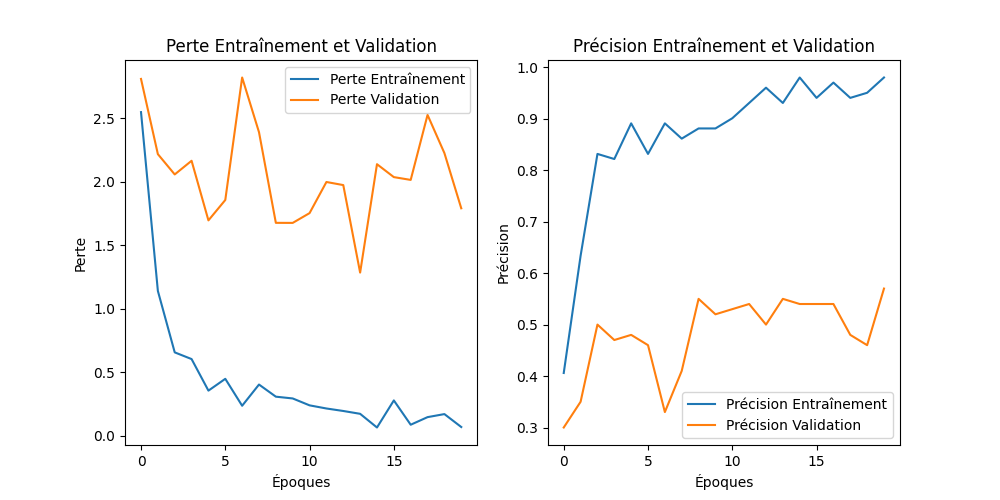 Perte Entraînement et Validation
Perte Entraînement
Perte Validation
2.5
2.0
1.5
1.0
0.5
0.0
Perte
0 5 10 15
Époques
Précision Entraînement et Validation
1.0
0.9
0.8
0.7
0.6
0.5
0.4
0.3
Précision
Précision Entraînement
Précision Validation
0 5 10 15
Époques